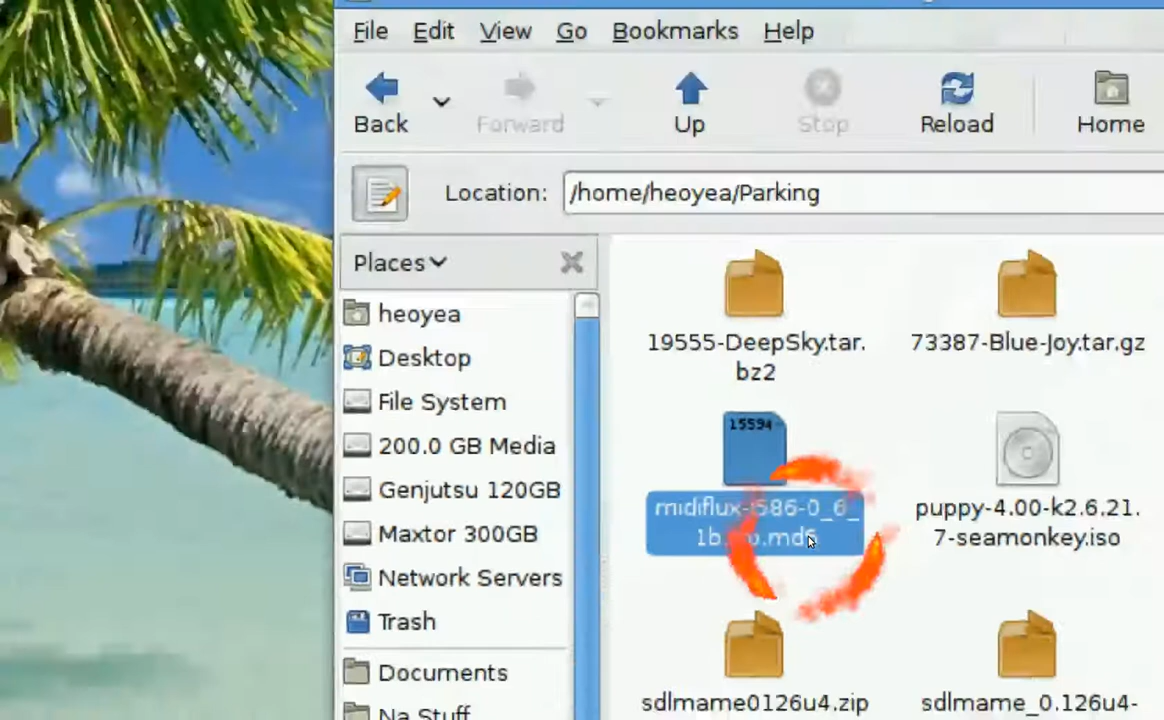 File Edit View Go Bookmarks Help
Back Forward Up Stop Reload Home
Location: /home/heoyea/Parking
Places
heoyea
Desktop
File System
200.0 GB Media
Genjutsu 120GB
Maxtor 300GB
Network Servers
Trash
Documents
Na Stuff
19555-DeepSky.tar.
bz2
73387-Blue-Joy.tar.gz
15594
puppy-4.00-k2.6.21.
7-seamonkey.iso
sdlmame0126u4.zip
sdlmame_0.126u4-